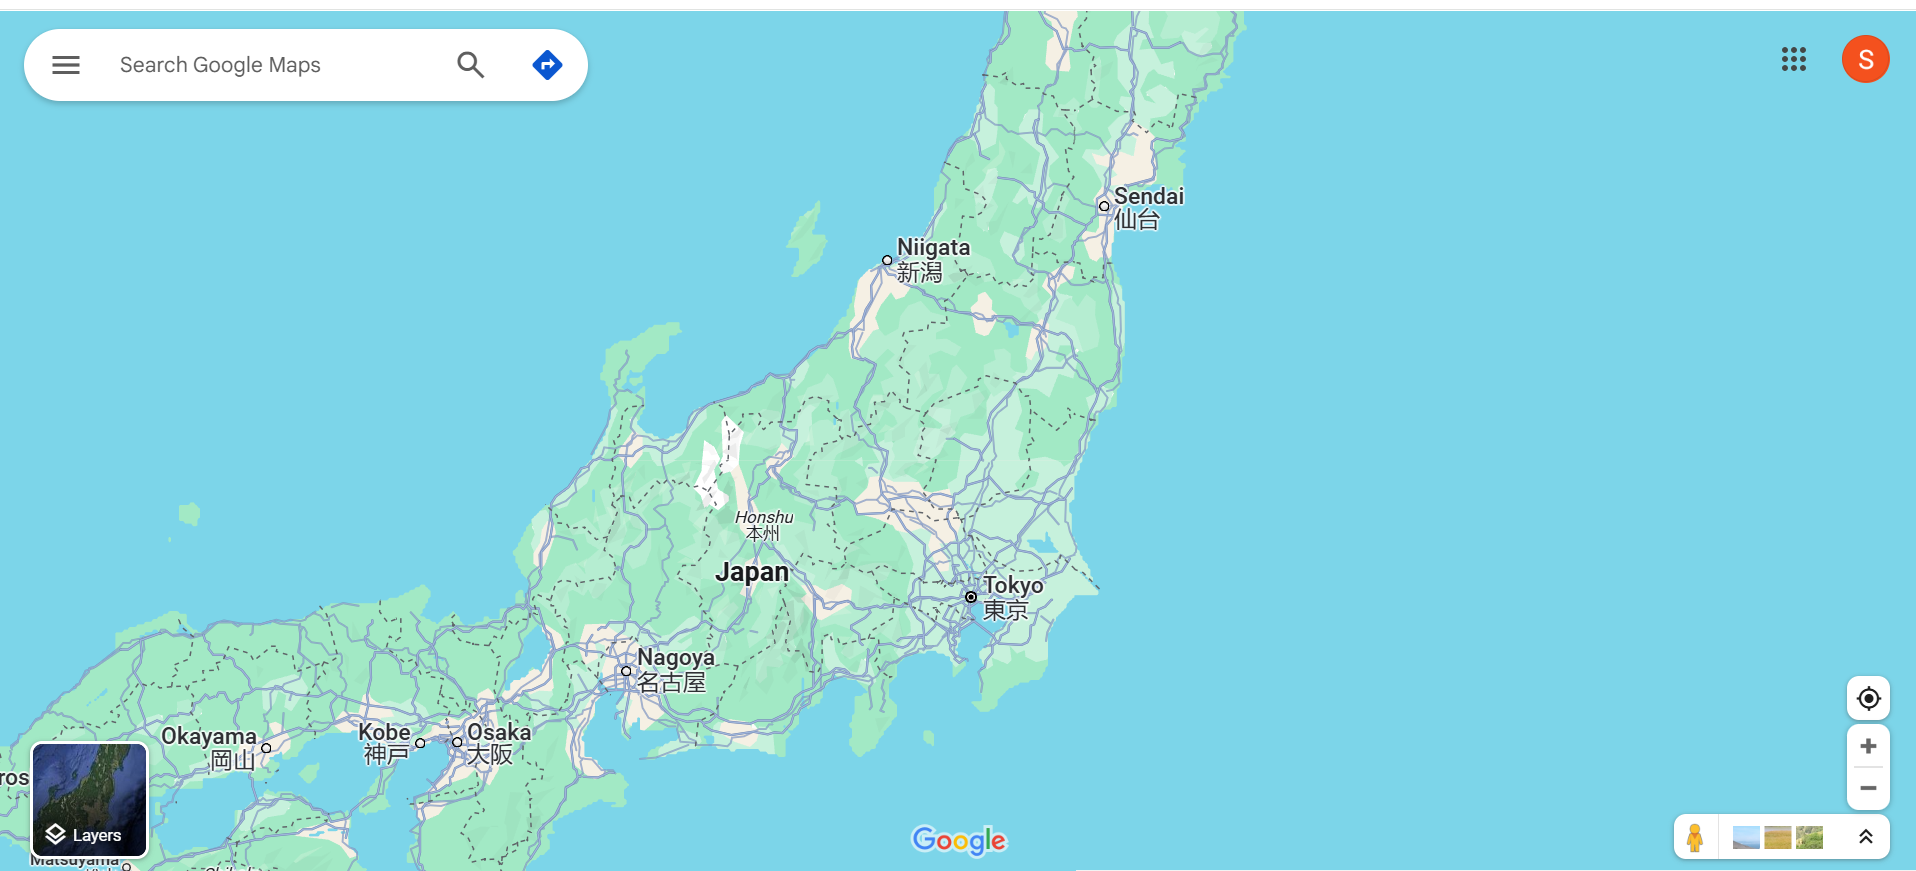 Search Google Maps
S
Sendai
仙台
Niigata
新潟
Honshu
本州
Japan
Tokyo
東京
Nagoya
名古屋
Okayama
岡山
Kobe
神戸
Osaka
大阪
ros
Layers
Matsuyama
Google